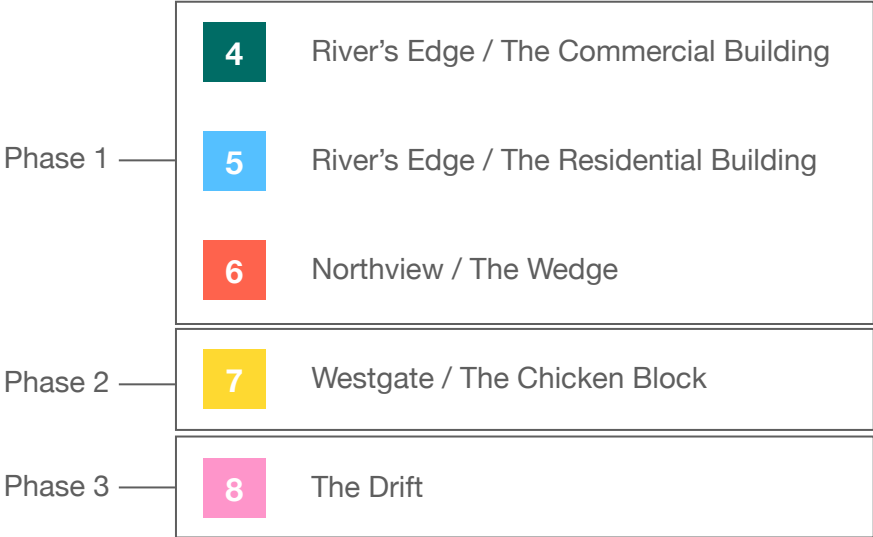 4 River’s Edge / The Commercial Building
Phase 1
5 River’s Edge / The Residential Building
6 Northview / The Wedge
Phase 2
7 Westgate / The Chicken Block
Phase 3
8 The Drift